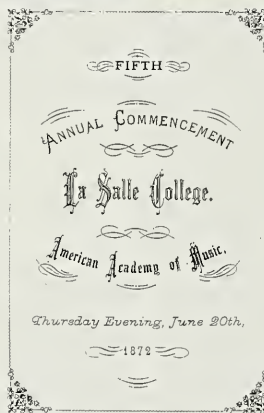 FIFTH
ANNUAL COMMENCEMENT
La Salle College.
American Academy of Music,
Thursday Evening, June 20th,
1872